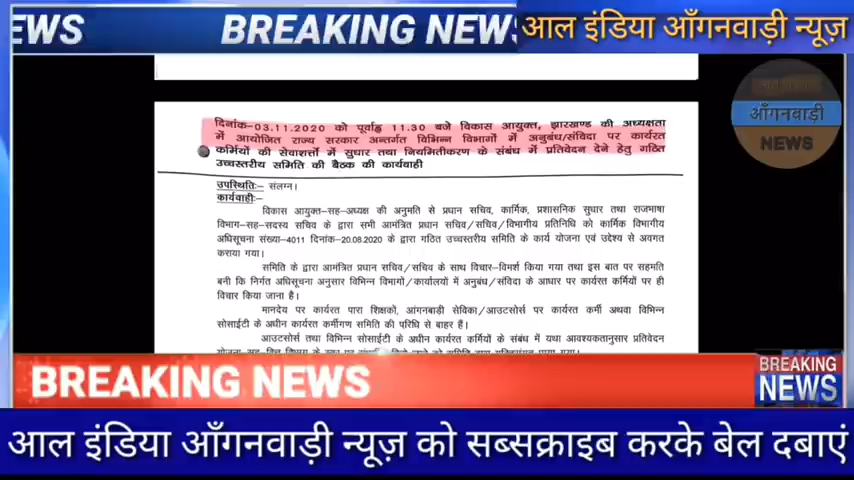 EWS
BREAKING NEWS
आल इंडिया आँगनवाड़ी न्यूज़
आँगनवाड़ी
NEWS
दिनांक-03.11.2020 को पूर्वाह्न 11.30 बजे विकास आयुक्त, झारखण्ड की अध्यक्षता
में आयोजित राज्य सरकार अन्तर्गत विभिन्न विभागों में अनुबंध/संविदा पर कार्यरत
कर्मियों की सेवाशर्त्तों में सुधार तथा नियमितीकरण के संबंध में प्रतिवेदन देने हेतु गठित
उच्चस्तरीय समिति की बैठक की कार्यवाही
उपस्थितिः- संलग्न।
कार्यवाहीः-
विकास आयुक्त-सह-अध्यक्ष की अनुमति से प्रधान सचिव, कार्मिक, प्रशासनिक सुधार तथा राजभाषा
विभाग-सह-सदस्य सचिव के द्वारा सभी आमंत्रित प्रधान सचिव/सचिव/विभागीय प्रतिनिधि को कार्मिक विभागीय
अधिसूचना संख्या-4011 दिनांक-20.08.2020 के द्वारा गठित उच्चस्तरीय समिति के कार्य योजना एवं उद्देश्य से अवगत
कराया गया।
समिति के द्वारा आमंत्रित प्रधान सचिव/सचिव के साथ विचार-विमर्श किया गया तथा इस बात पर सहमति
बनी कि निर्गत अधिसूचना अनुसार विभिन्न विभागों/कार्यालयों में अनुबंध/संविदा के आधार पर कार्यरत कर्मियों पर ही
विचार किया जाना है।
मानदेय पर कार्यरत पारा शिक्षकों, आंगनबाड़ी सेविका/आउटसोर्स पर कार्यरत कर्मी अथवा विभिन्न
सोसाईटी के अधीन कार्यरत कर्मीगण समिति की परिधि से बाहर हैं।
आउटसोर्स तथा विभिन्न सोसाईटी के अधीन कार्यरत कर्मियों के संबंध में यथा आवश्यकतानुसार प्रतिवेदन
BREAKING NEWS
BREAKING
NEWS
आल इंडिया आँगनवाड़ी न्यूज़ को सब्सक्राइब करके बेल दबाएं